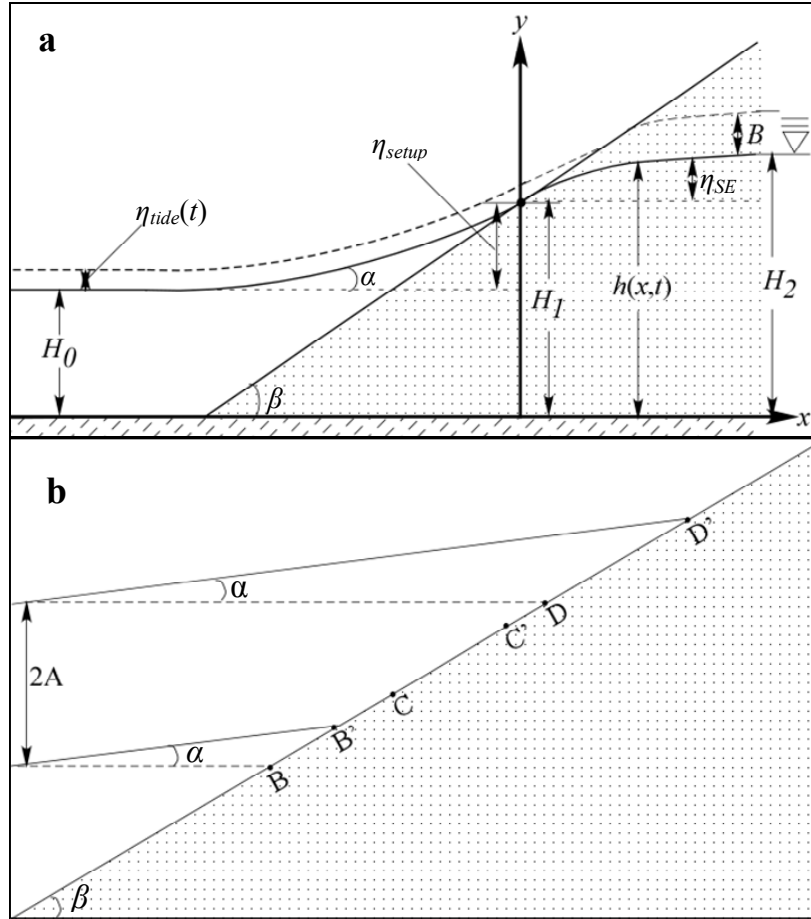 a
y
B
η_setup
η_SE
η_tide(t)
α
h(x,t)
H_2
H_1
H_0
β
x
b
D'
α
D
C'
2A
C
B'
α
B
β